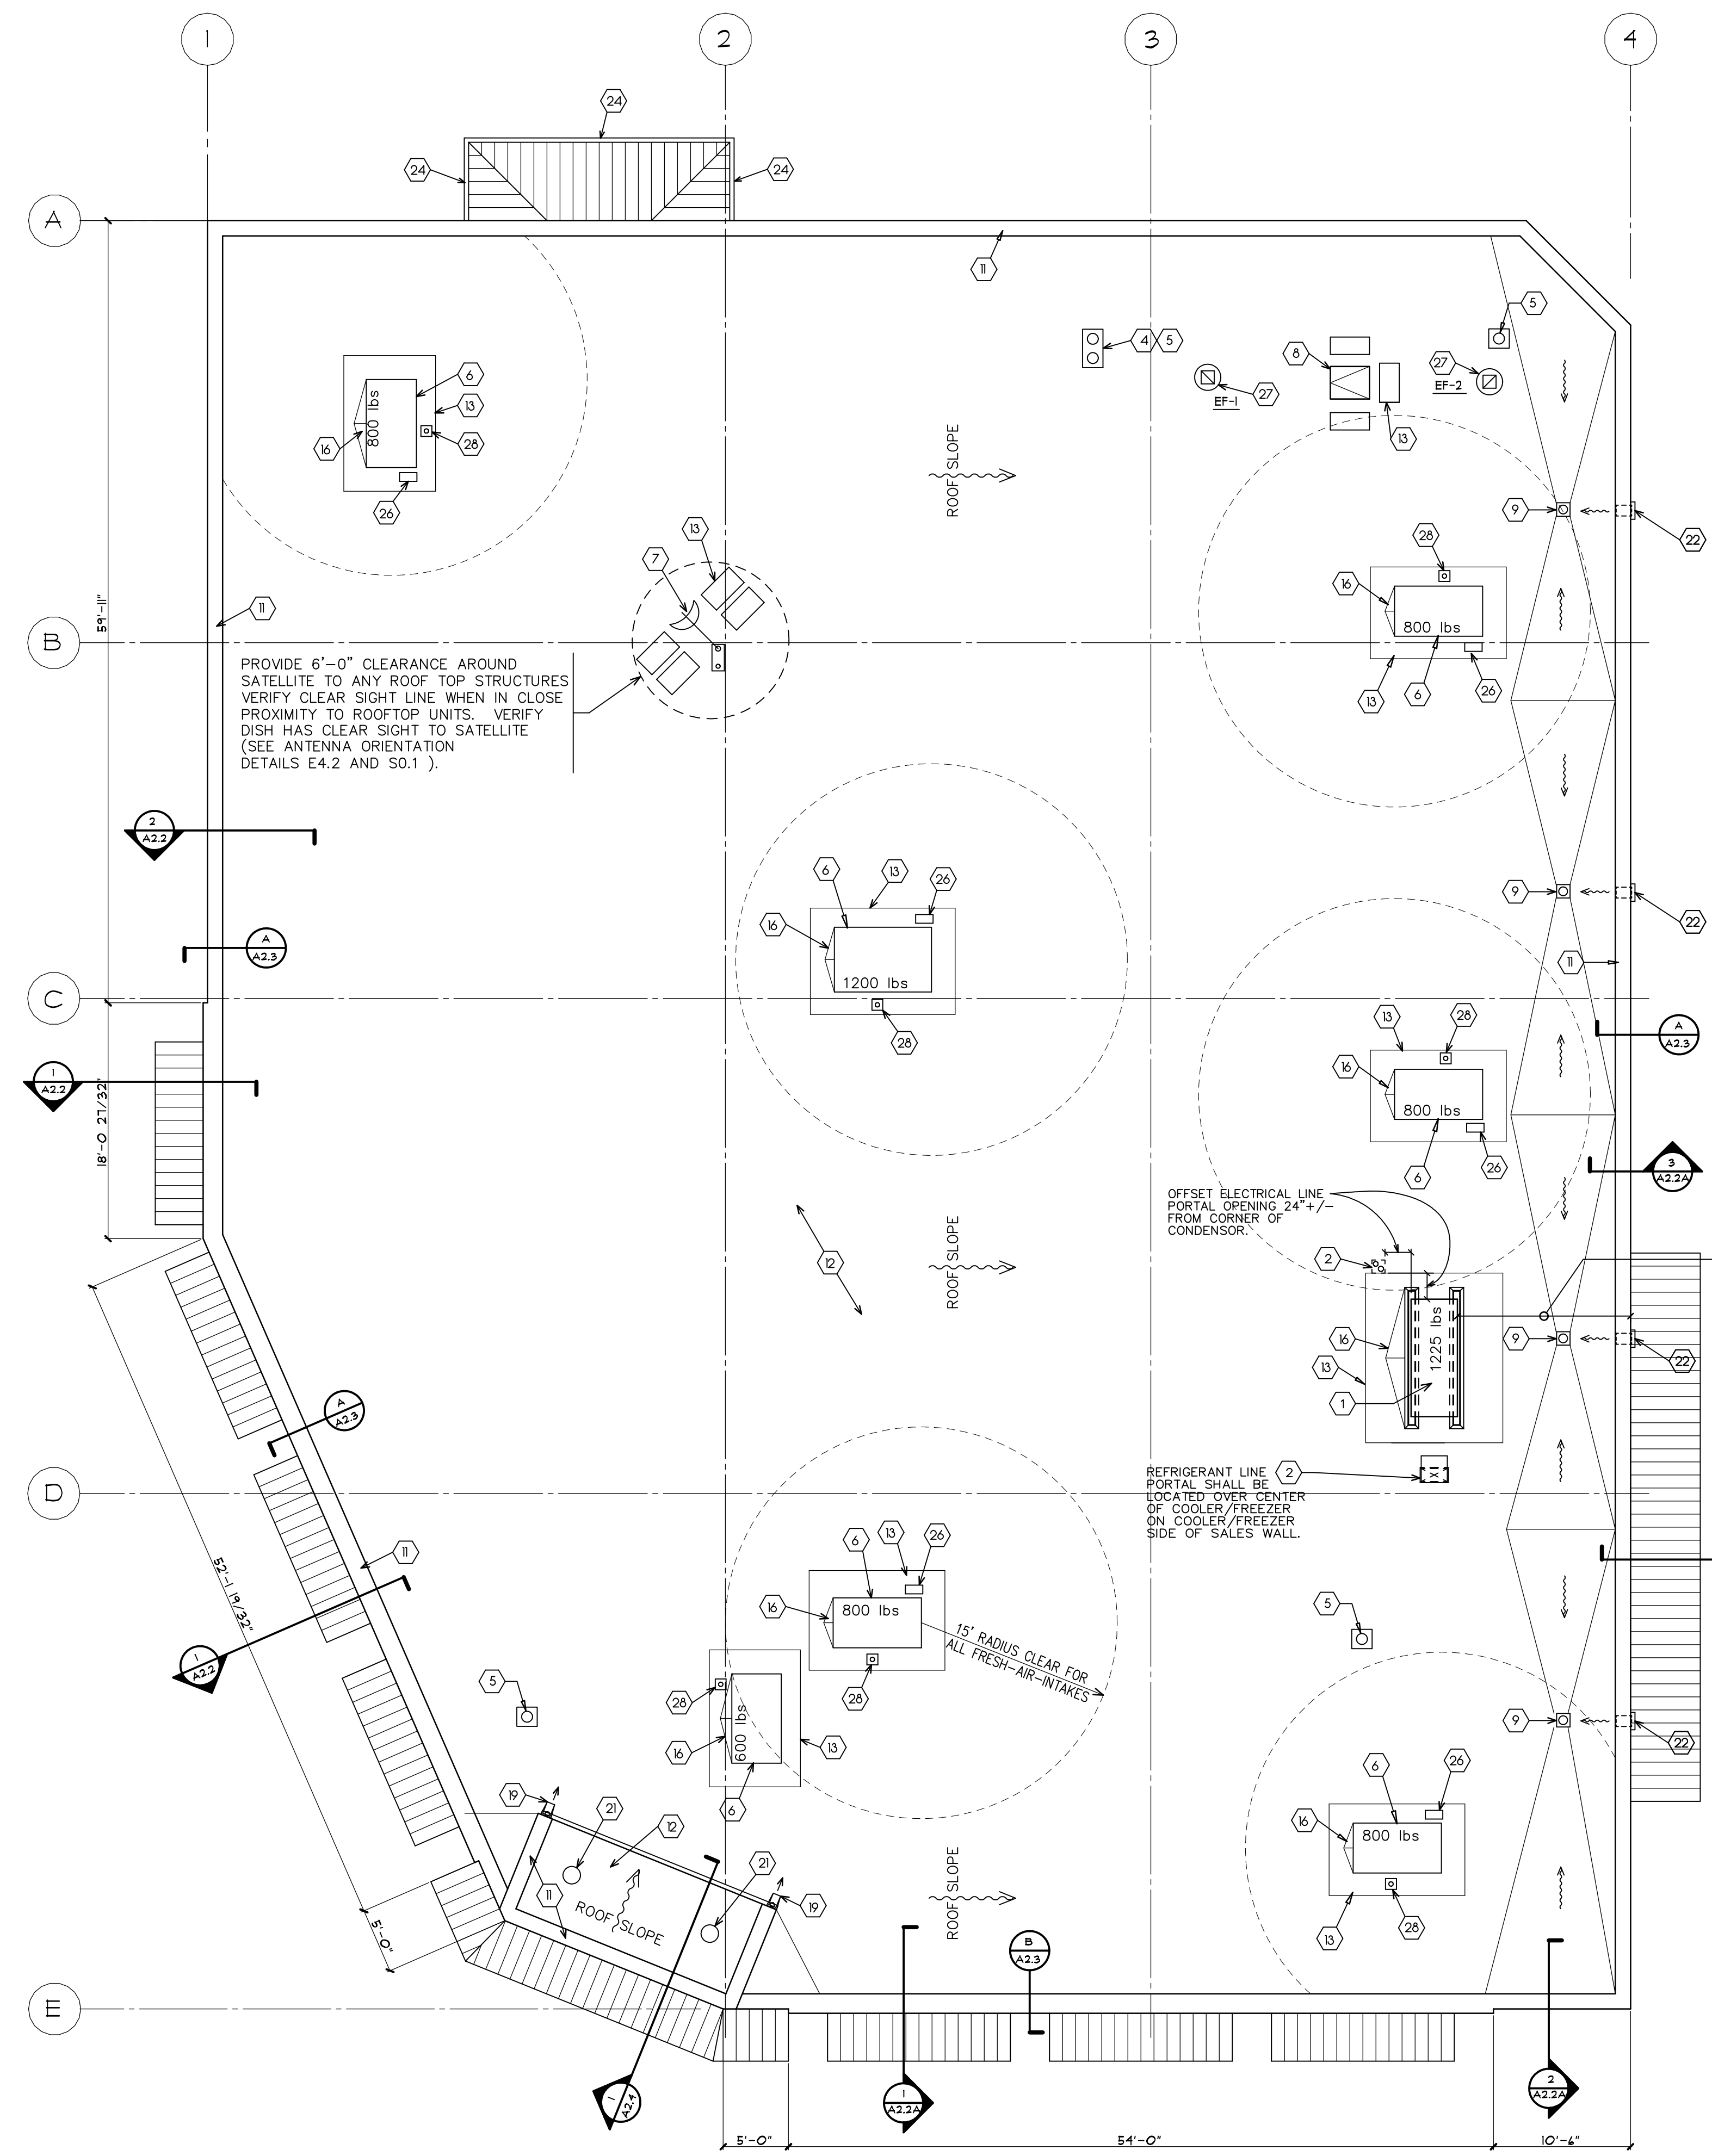 1
2
3
4
24
24
24
A
11
5
4
5
8
27
27
EF-2
EF-1
6
13
16
800 lbs
28
13
26
ROOF SLOPE
9
22
13
28
7
16
59'-11"
11
B
800 lbs
PROVIDE 6'-0" CLEARANCE AROUND
SATELLITE TO ANY ROOF TOP STRUCTURES
VERIFY CLEAR SIGHT LINE WHEN IN CLOSE
PROXIMITY TO ROOFTOP UNITS. VERIFY
DISH HAS CLEAR SIGHT TO SATELLITE
(SEE ANTENNA ORIENTATION
DETAILS E4.2 AND S0.1 ).
13
6
26
2
A2.2
6
13
26
16
9
22
A
A2.3
11
1200 lbs
C
28
13
28
A
A2.3
16
1
A2.2
18'-0 27/32"
800 lbs
6
26
3
A2.2A
OFFSET ELECTRICAL LINE
PORTAL OPENING 24"+/-
FROM CORNER OF
CONDENSOR.
12
ROOF SLOPE
2
16
1225 lbs
9
22
13
1
A
A2.3
D
REFRIGERANT LINE
2
PORTAL SHALL BE
LOCATED OVER CENTER
OF COOLER/FREEZER
ON COOLER/FREEZER
SIDE OF SALES WALL.
52'-1 19/32"
11
6
13
26
16
800 lbs
15' RADIUS CLEAR FOR
ALL FRESH-AIR-INTAKES
5
1
A2.2
5
28
28
16
600 lbs
13
9
22
6
6
26
19
21
12
16
800 lbs
21
11
ROOF SLOPE
19
ROOF SLOPE
28
13
5'-0"
B
A2.3
E
1
A2.4
1
A2.2A
2
A2.2A
5'-0"
54'-0"
10'-6"